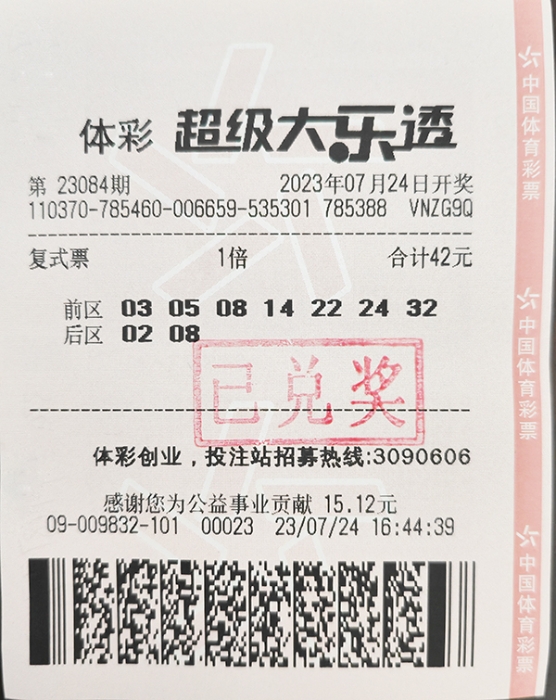 体彩 超级大乐透
第 23084期 2023年07月24日开奖
110370-785460-006659-535301 785388 VNZG9Q
复式票 1倍 合计42元
前区 03 05 08 14 22 24 32
后区 02 08
已兑奖
体彩创业，投注站招募热线:3090606
感谢您为公益事业贡献 15.12元
09-009832-101 00023 23/07/24 16:44:39
中国体育彩票
中国体育彩票
中国体育彩票